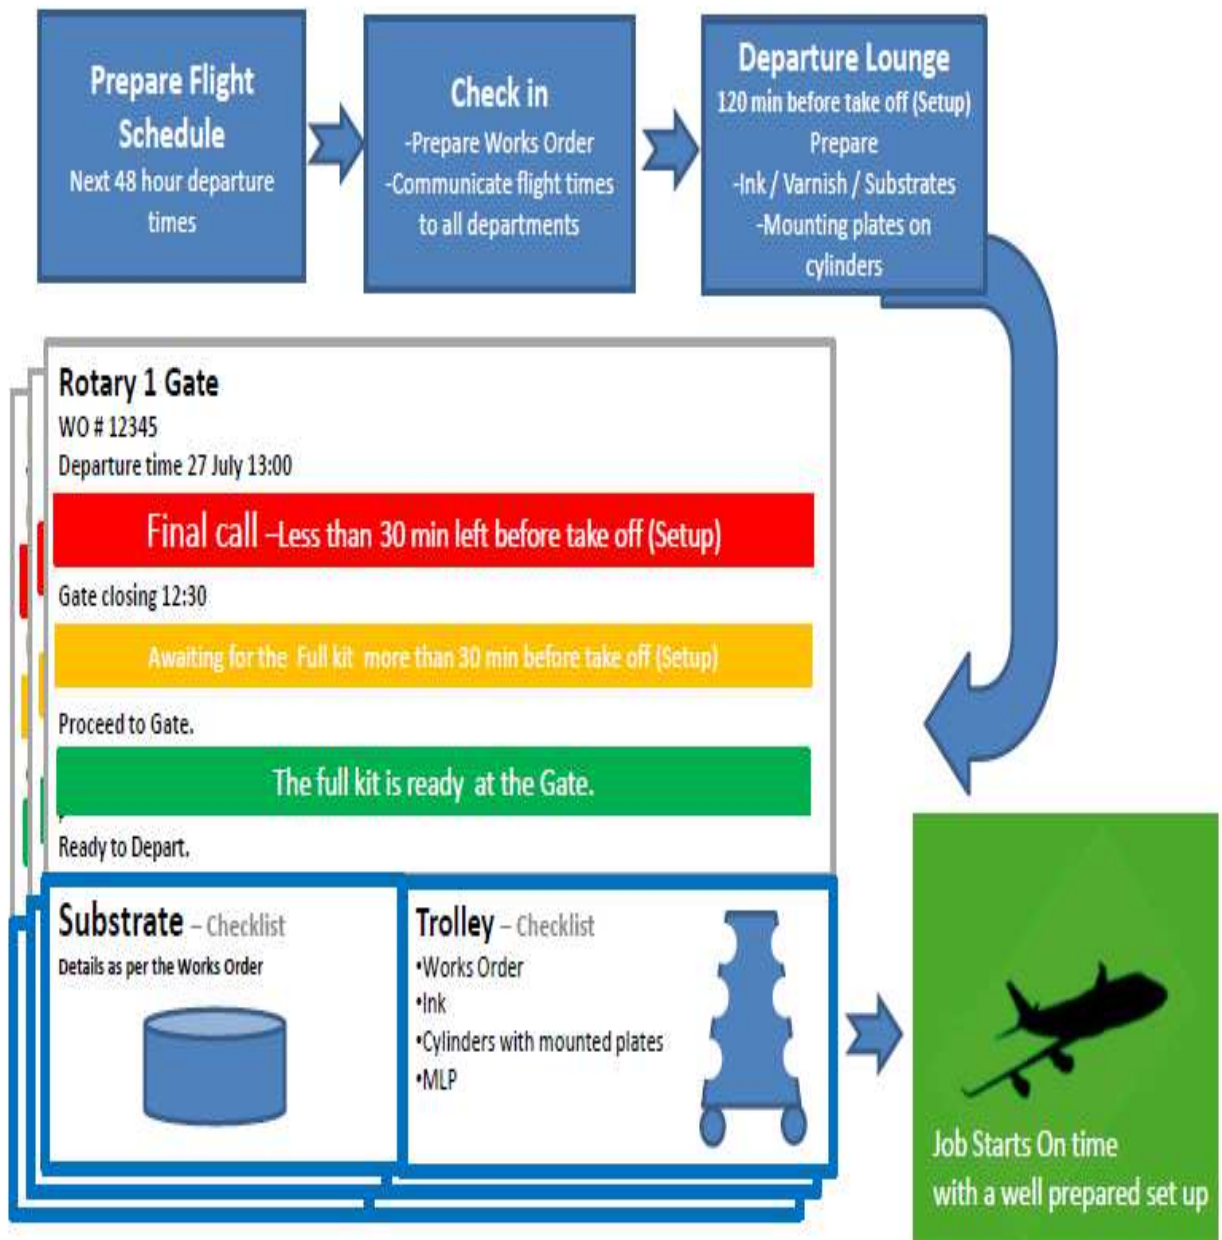 Prepare Flight
Schedule
Next 48 hour departure
times
Check in
-Prepare Works Order
-Communicate flight times
to all departments
Departure Lounge
120 min before take off (Setup)
Prepare
-Ink / Varnish / Substrates
-Mounting plates on
cylinders
Rotary 1 Gate
WO # 12345
Departure time 27 July 13:00
Final call –Less than 30 min left before take off (Setup)
Gate closing 12:30
Awaiting for the Full kit more than 30 min before take off (Setup)
Proceed to Gate.
The full kit is ready at the Gate.
Ready to Depart.
Substrate – Checklist
Details as per the Works Order
Trolley – Checklist
•Works Order
•Ink
•Cylinders with mounted plates
•MLP
Job Starts On time
with a well prepared set up